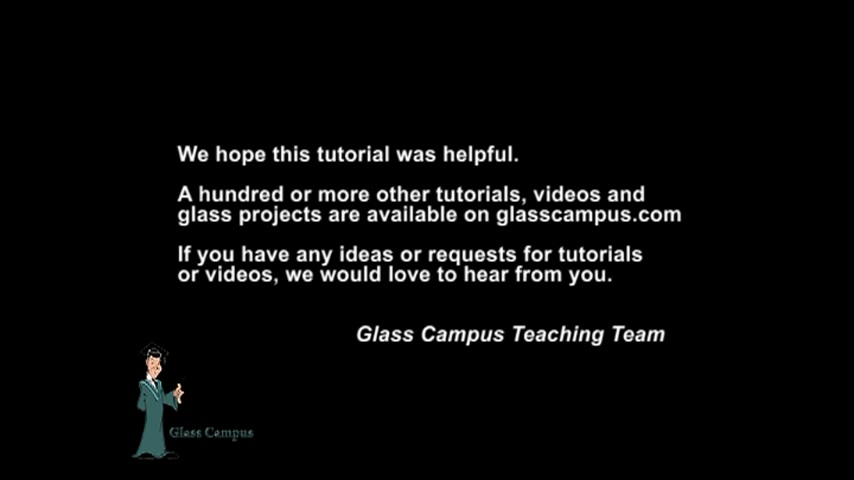 We hope this tutorial was helpful.
A hundred or more other tutorials, videos and
glass projects are available on glasscampus.com
If you have any ideas or requests for tutorials
or videos, we would love to hear from you.
Glass Campus Teaching Team
Glass Campus